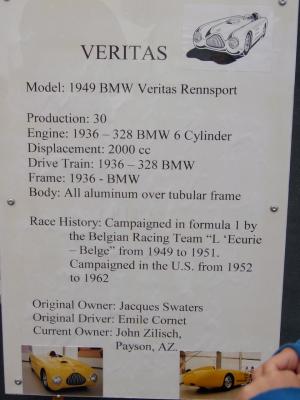 VERITAS
Model: 1949 BMW Veritas Rennsport
Production: 30
Engine: 1936 – 328 BMW 6 Cylinder
Displacement: 2000 cc
Drive Train: 1936 – 328 BMW
Frame: 1936 - BMW
Body: All aluminum over tubular frame
Race History: Campaigned in formula 1 by
the Belgian Racing Team “L ‘Ecurie
– Belge” from 1949 to 1951.
Campaigned in the U.S. from 1952
to 1962
Original Owner: Jacques Swaters
Original Driver: Emile Cornet
Current Owner: John Zilisch,
Payson, AZ.